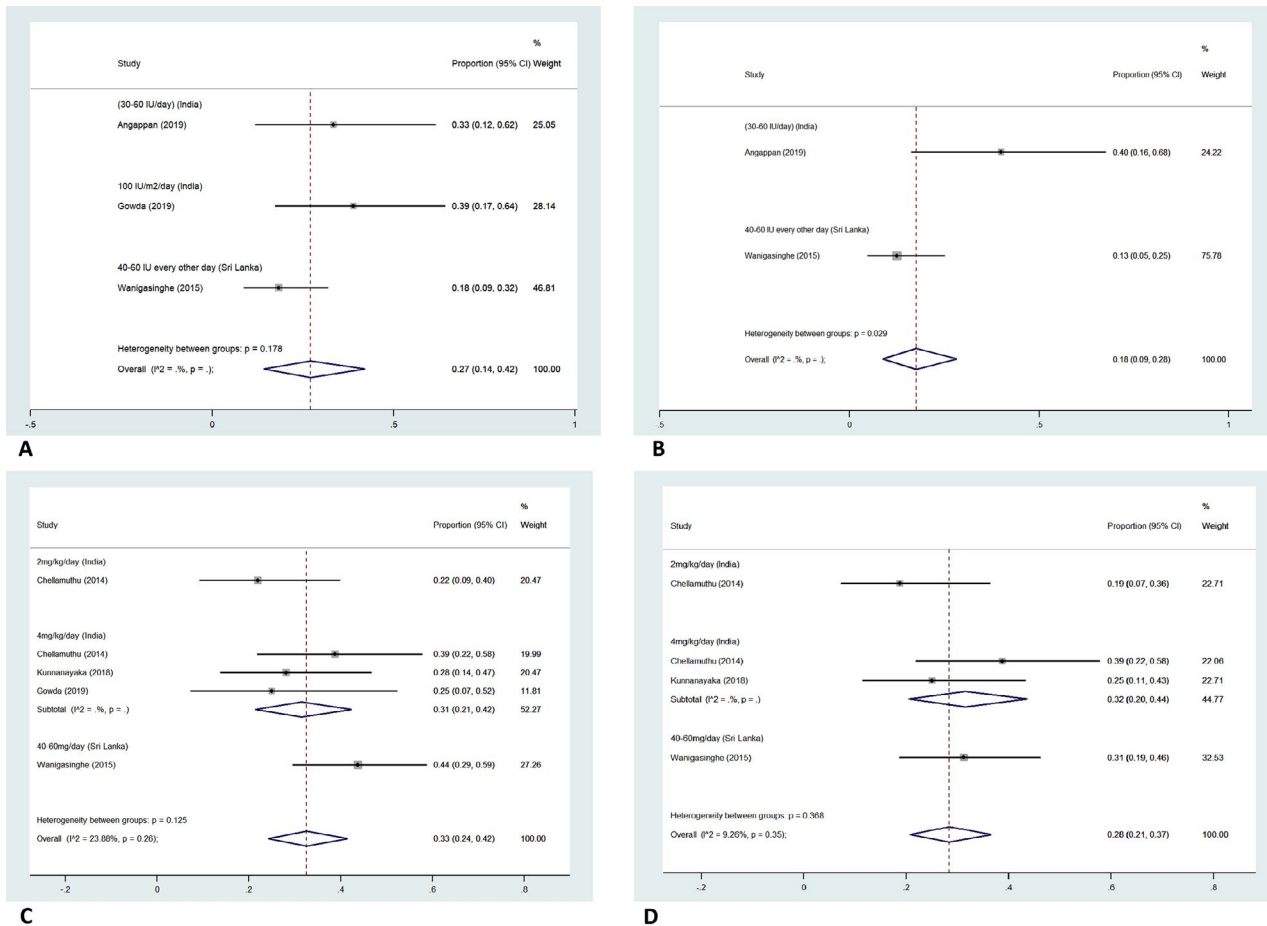 %
Study Proportion (95% CI) Weight
(30-60 IU/day) (India)
Angappan (2019) 0.33 (0.12, 0.62) 25.05
100 IU/m2/day (India)
Gowda (2019) 0.39 (0.17, 0.64) 28.14
40-60 IU every other day (Sri Lanka)
Wanigasinghe (2015) 0.18 (0.09, 0.32) 46.81
Heterogeneity between groups: p = 0.178
Overall (I^2 = .%, p = .); 0.27 (0.14, 0.42) 100.00
-.5 0 .5 1
A
%
Study Proportion (95% CI) Weight
(30-60 IU/day) (India)
Angappan (2019) 0.40 (0.16, 0.68) 24.22
40-60 IU every other day (Sri Lanka)
Wanigasinghe (2015) 0.13 (0.05, 0.25) 75.78
Heterogeneity between groups: p = 0.029
Overall (I^2 = .%, p = .); 0.18 (0.09, 0.28) 100.00
.5 0 .5 1
B
%
Study Proportion (95% CI) Weight
2mg/kg/day (India)
Chellamuthu (2014) 0.22 (0.09, 0.40) 20.47
4mg/kg/day (India)
Chellamuthu (2014) 0.39 (0.22, 0.58) 19.99
Kunnanayaka (2018) 0.28 (0.14, 0.47) 20.47
Gowda (2019) 0.25 (0.07, 0.52) 11.81
Subtotal (I^2 = .%, p = .) 0.31 (0.21, 0.42) 52.27
40-60mg/day (Sri Lanka)
Wanigasinghe (2015) 0.44 (0.29, 0.59) 27.26
Heterogeneity between groups: p = 0.125
Overall (I^2 = 23.88%, p = 0.26); 0.33 (0.24, 0.42) 100.00
-.2 0 .2 .4 .6 .8
C
%
Study Proportion (95% CI) Weight
2mg/kg/day (India)
Chellamuthu (2014) 0.19 (0.07, 0.36) 22.71
4mg/kg/day (India)
Chellamuthu (2014) 0.39 (0.22, 0.58) 22.06
Kunnanayaka (2018) 0.25 (0.11, 0.43) 22.71
Subtotal (I^2 = .%, p = .) 0.32 (0.20, 0.44) 44.77
40-60mg/day (Sri Lanka)
Wanigasinghe (2015) 0.31 (0.19, 0.46) 32.53
Heterogeneity between groups: p = 0.368
Overall (I^2 = 9.26%, p = 0.35); 0.28 (0.21, 0.37) 100.00
-.2 0 .2 .4 .6 .8
D